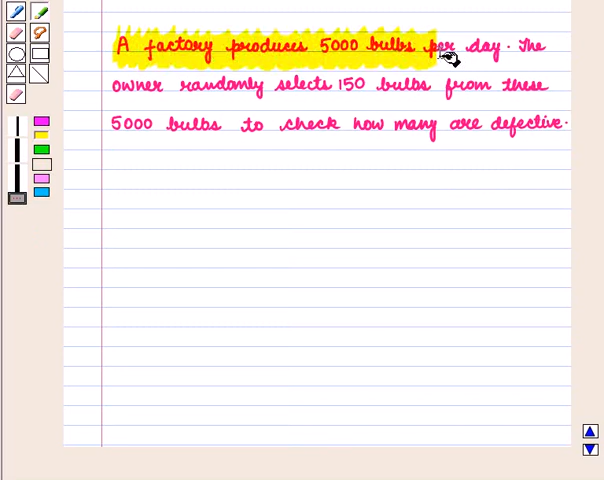 A factory produces 5000 bulbs per day. The
owner randomly selects 150 bulbs from these
5000 bulbs to check how many are defective.